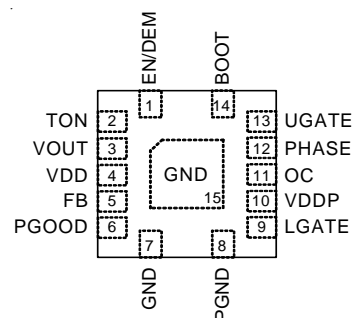 EN/DEM
BOOT
1
14
TON 2
13 UGATE
VOUT 3
12 PHASE
VDD 4
GND
11 OC
FB 5
15
10 VDDP
PGOOD 6
9 LGATE
7
8
GND
PGND